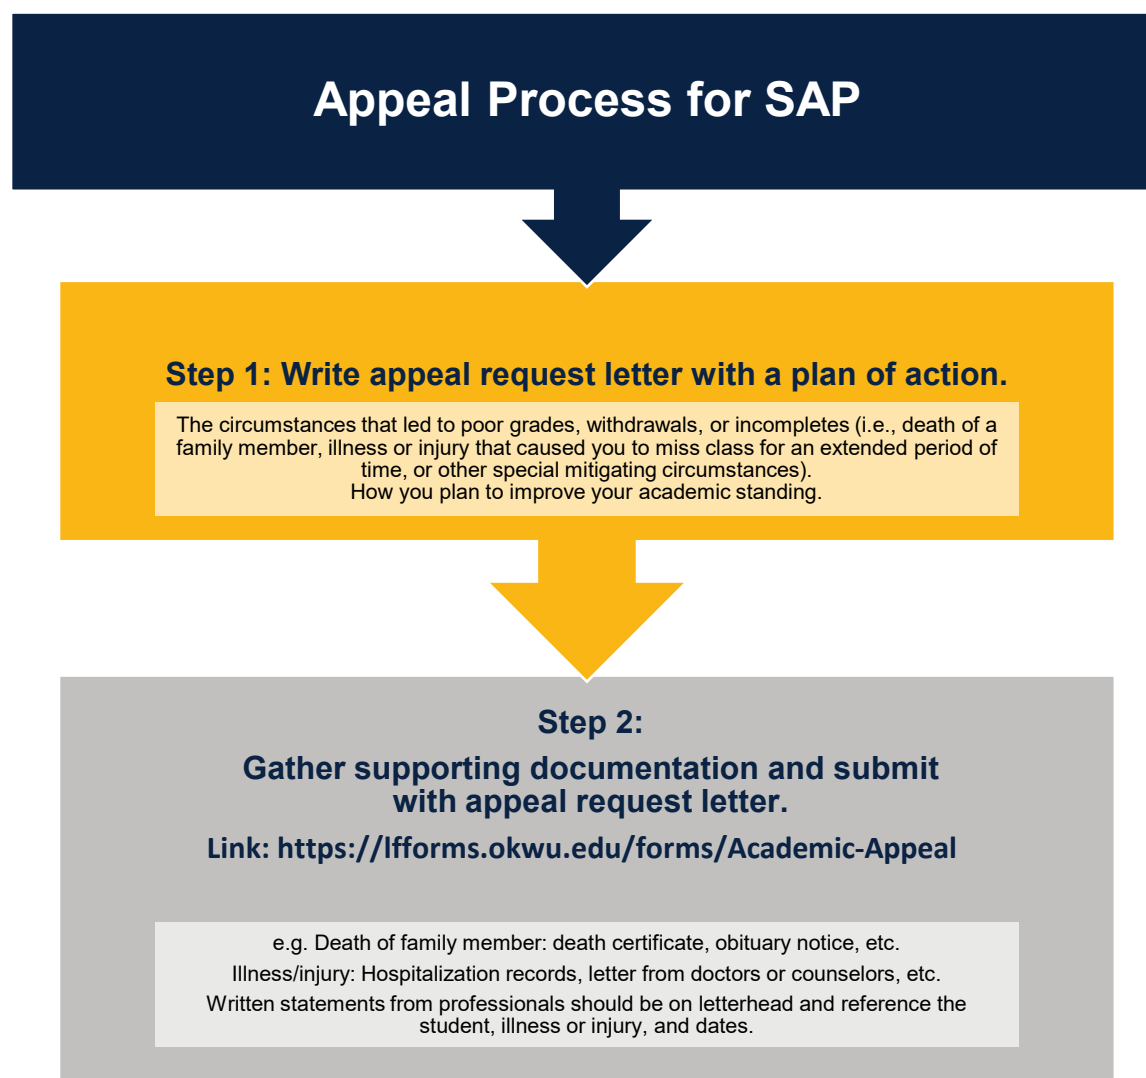 Appeal Process for SAP
Step 1: Write appeal request letter with a plan of action.
The circumstances that led to poor grades, withdrawals, or incompletes (i.e., death of a
family member, illness or injury that caused you to miss class for an extended period of
time, or other special mitigating circumstances).
How you plan to improve your academic standing.
Step 2:
Gather supporting documentation and submit
with appeal request letter.
Link: https://lfforms.okwu.edu/forms/Academic-Appeal
e.g. Death of family member: death certificate, obituary notice, etc.
Illness/injury: Hospitalization records, letter from doctors or counselors, etc.
Written statements from professionals should be on letterhead and reference the
student, illness or injury, and dates.